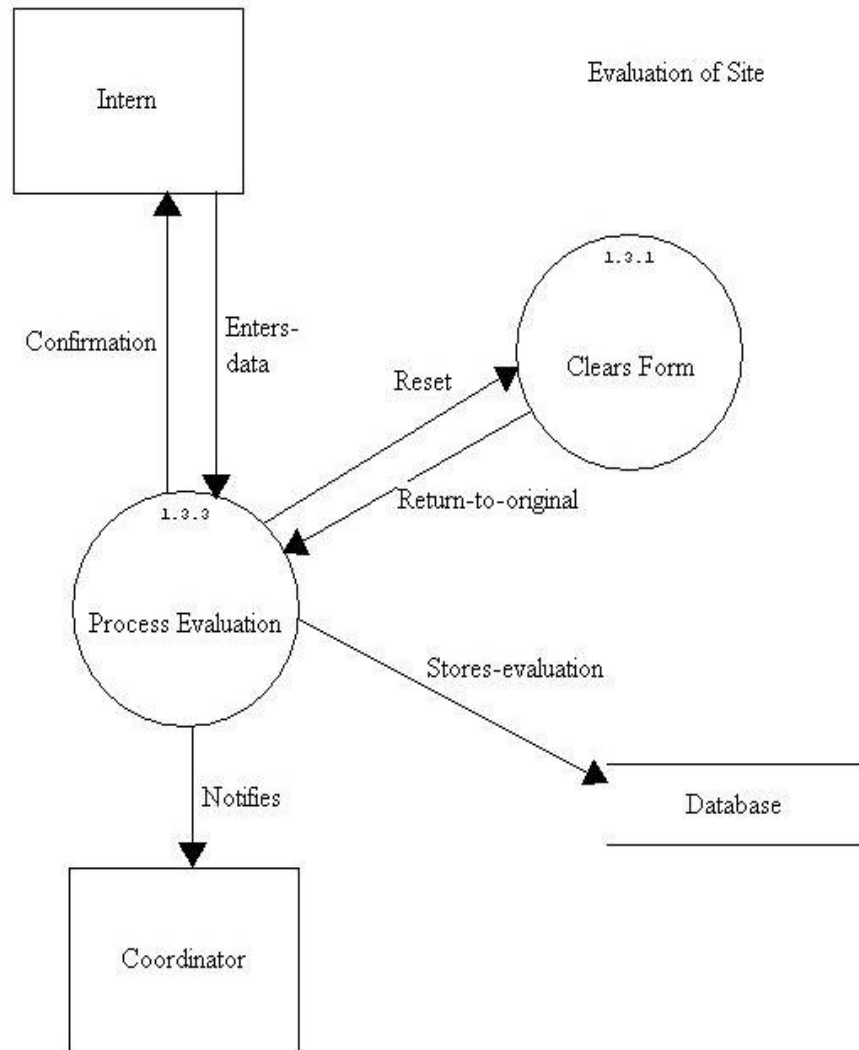 Intern
Evaluation of Site
1.3.1
Clears Form
Confirmation
Enters-
data
Reset
Return-to-original
1.3.3
Process Evaluation
Stores-evaluation
Notifies
Database
Coordinator